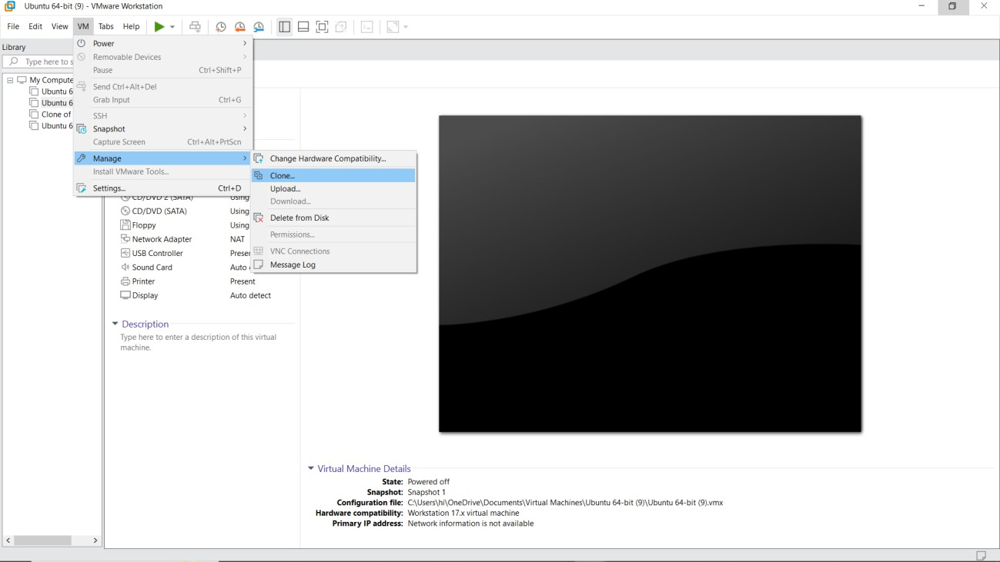 Ubuntu 64-bit (9) - VMware Workstation
File Edit View VM Tabs Help
Library
Type here to s
My Compute
Ubuntu 6
Ubuntu 6
Clone of
Ubuntu 6
Power
Removable Devices
Pause Ctrl+Shift+P
Send Ctrl+Alt+Del
Grab Input Ctrl+G
SSH
Snapshot
Capture Screen Ctrl+Alt+PrtScn
Manage
Install VMware Tools...
Settings... Ctrl+D
Change Hardware Compatibility...
Clone...
Upload...
Download...
Delete from Disk
Permissions...
VNC Connections
Message Log
CD/DVD 2 (SATA) Using
CD/DVD (SATA) Using
Floppy Using
Network Adapter NAT
USB Controller Prese
Sound Card Auto
Printer Present
Display Auto detect
Description
Type here to enter a description of this virtual
machine.
Virtual Machine Details
State: Powered off
Snapshot: Snapshot 1
Configuration file: C:\Users\hi\OneDrive\Documents\Virtual Machines\Ubuntu 64-bit (9)\Ubuntu 64-bit (9).vmx
Hardware compatibility: Workstation 17.x virtual machine
Primary IP address: Network information is not available